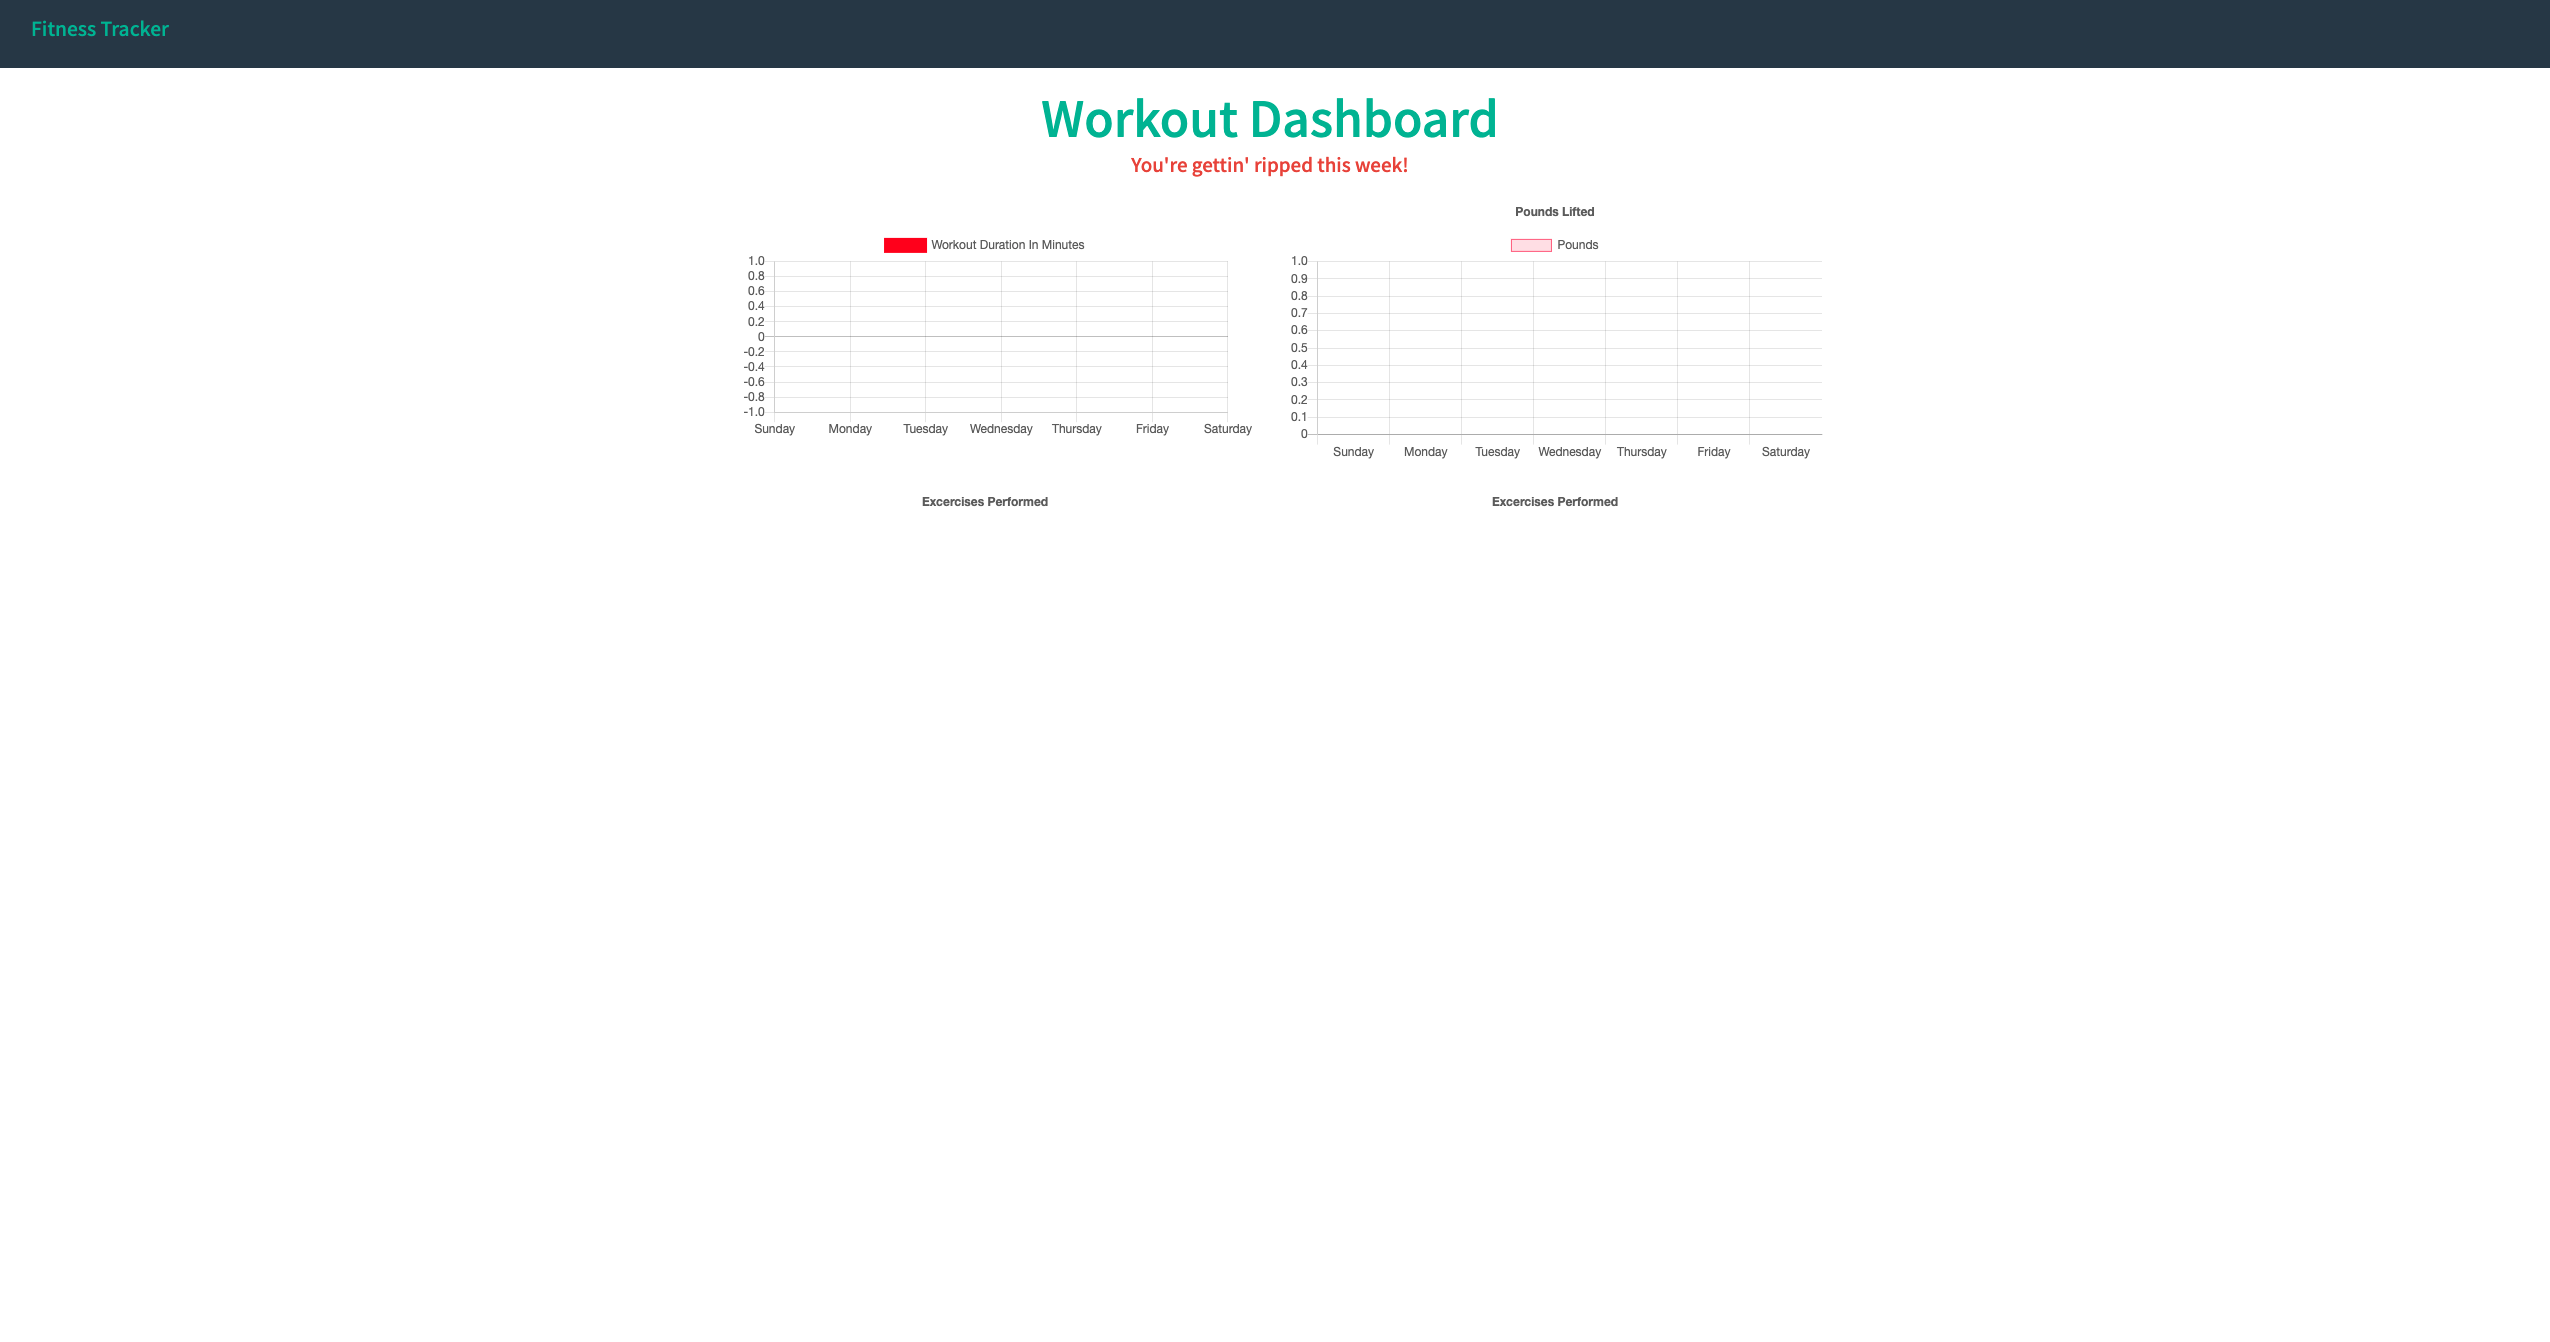 Fitness Tracker
Workout Dashboard
You're gettin' ripped this week!
Workout Duration In Minutes
1.0
0.8
0.6
0.4
0.2
0
-0.2
-0.4
-0.6
-0.8
-1.0
Sunday Monday Tuesday Wednesday Thursday Friday Saturday
Pounds Lifted
Pounds
1.0
0.9
0.8
0.7
0.6
0.5
0.4
0.3
0.2
0.1
0
Sunday Monday Tuesday Wednesday Thursday Friday Saturday
Excercises Performed
Excercises Performed